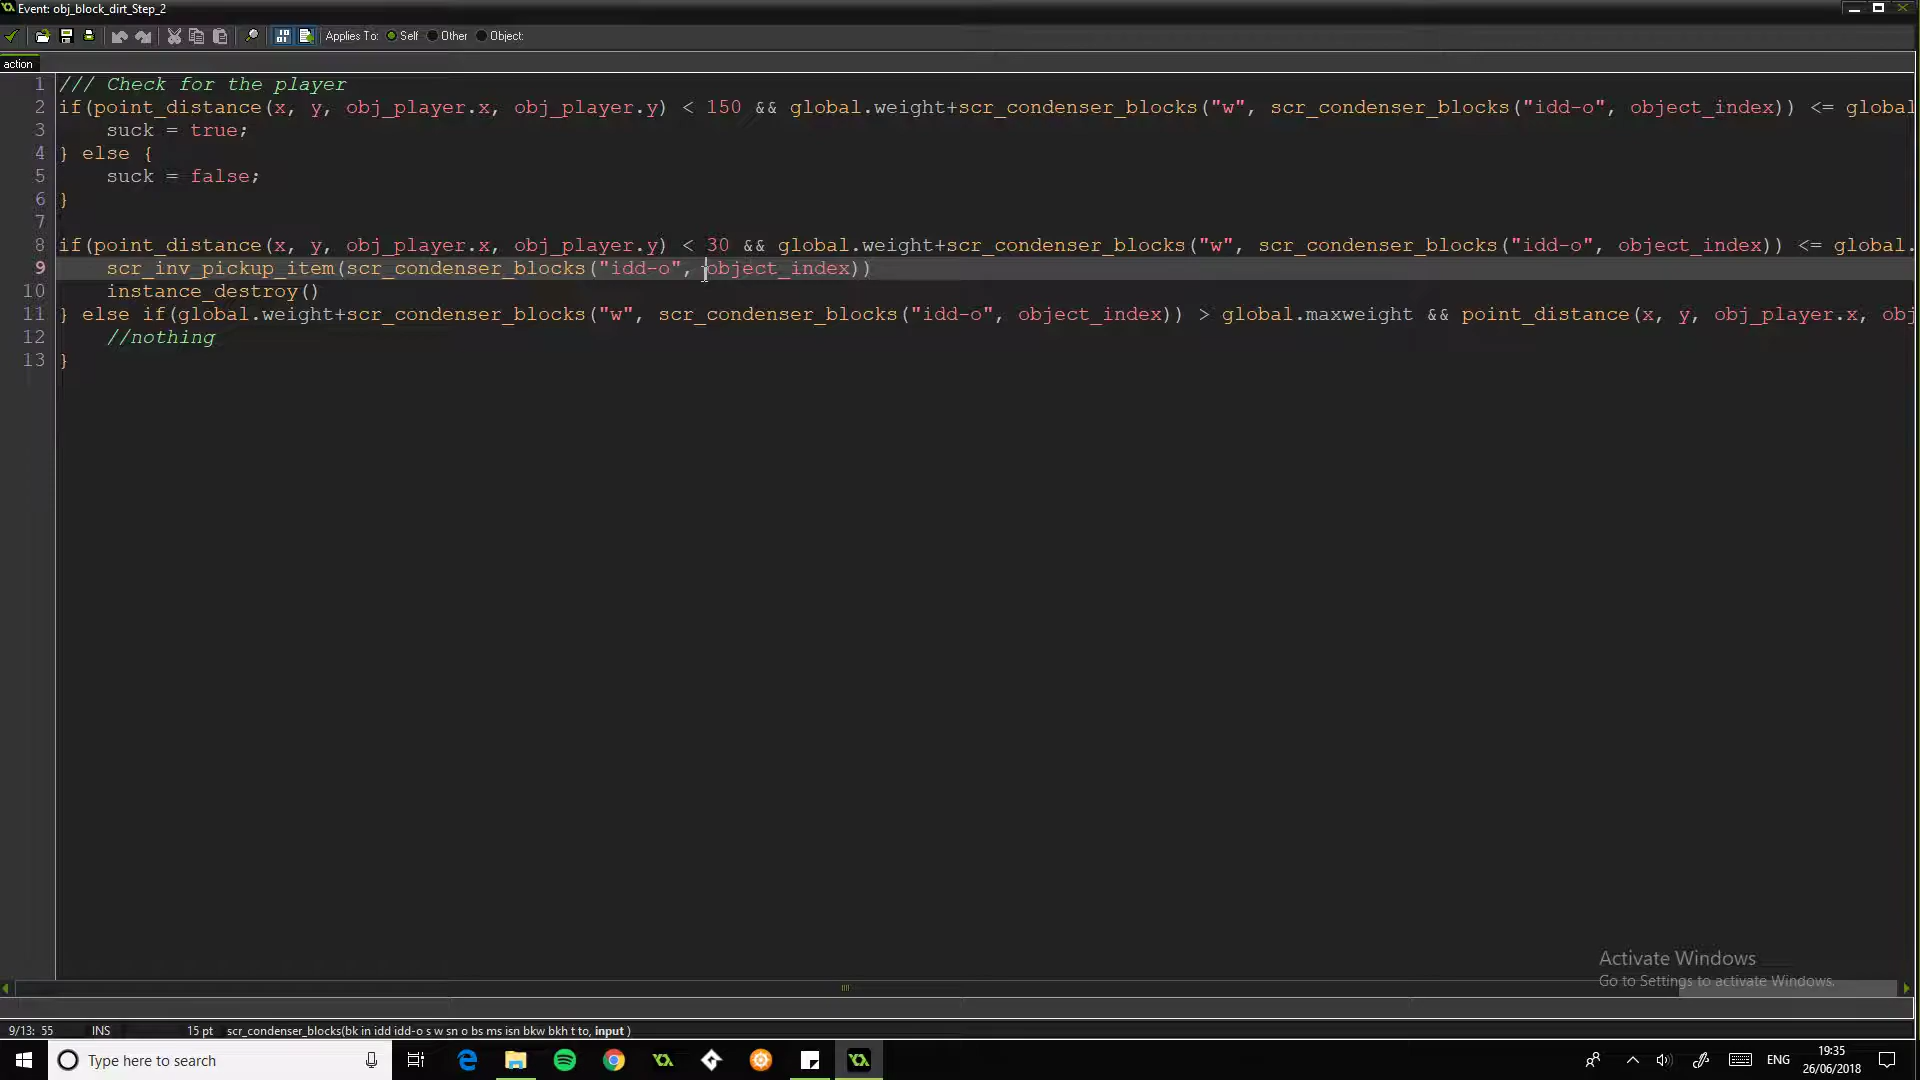 Event: obj_block_dirt_Step_2
Applies To: Self Other Object:
action
1 /// Check for the player
2 if(point_distance(x, y, obj_player.x, obj_player.y) < 150 && global.weight+scr_condenser_blocks("w", scr_condenser_blocks("idd-o", object_index)) <= global
3 suck = true;
4 } else {
5 suck = false;
6 }
7
8 if(point_distance(x, y, obj_player.x, obj_player.y) < 30 && global.weight+scr_condenser_blocks("w", scr_condenser_blocks("idd-o", object_index)) <= global.
9 scr_inv_pickup_item(scr_condenser_blocks("idd-o", object_index))
10 instance_destroy()
11 } else if(global.weight+scr_condenser_blocks("w", scr_condenser_blocks("idd-o", object_index)) > global.maxweight && point_distance(x, y, obj_player.x, obj
12 //nothing
13 }
Activate Windows
Go to Settings to activate Windows.
9/13: 55 INS 15 pt scr_condenser_blocks(bk in idd idd-o s w sn o bs ms isn bkw bkh t to, input )
Type here to search
ENG
19:35
26/06/2018